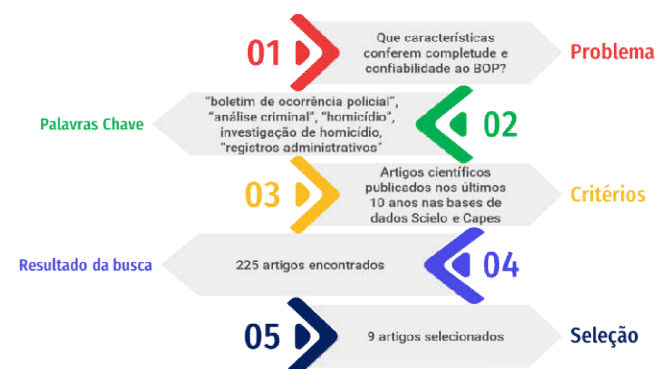 01
Que características
conferem completude e
confiabilidade ao BOP?
Problema
Palavras Chave
"boletim de ocorrência policial",
"análise criminal", "homicídio",
investigação de homicídio,
"registros administrativos"
02
03
Artigos científicos
publicados nos últimos
10 anos nas bases de
dados Scielo e Capes
Critérios
Resultado da busca
225 artigos encontrados
04
05
9 artigos selecionados
Seleção